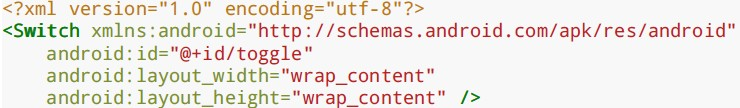 <?xml version="1.0" encoding="utf-8"?>
<Switch xmlns:android="http://schemas.android.com/apk/res/android"
    android:id="@+id/toggle"
    android:layout_width="wrap_content"
    android:layout_height="wrap_content" />